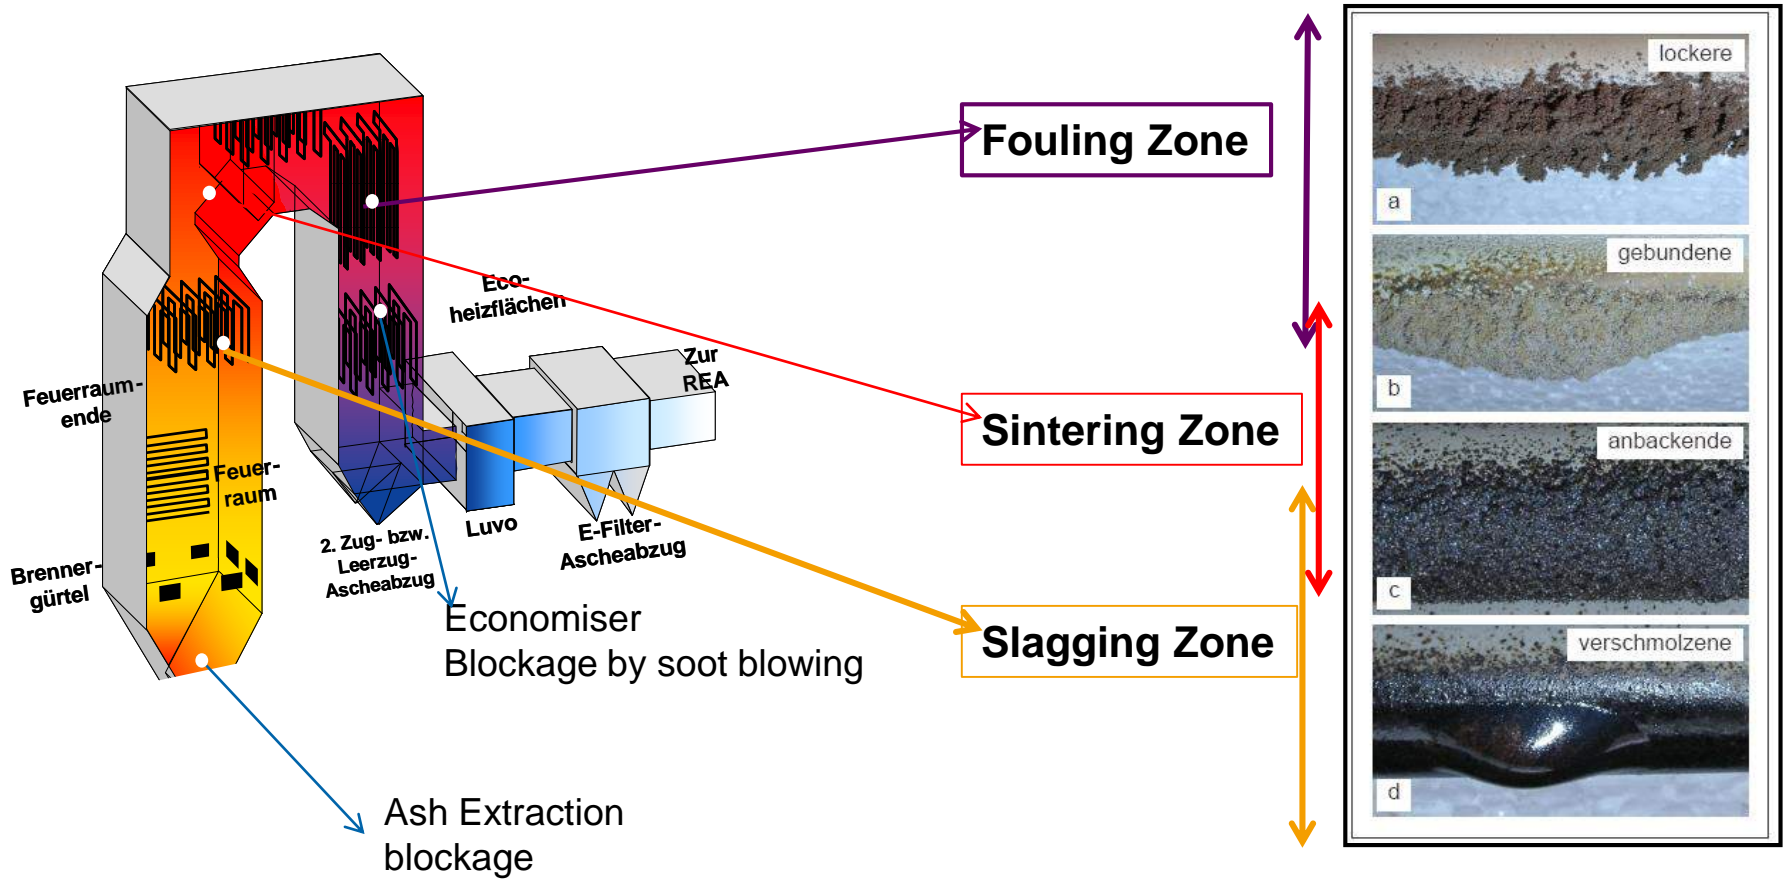 Feuerraum-
ende
Feuer-
raum
Brenner-
gürtel
Eco-
heizflächen
Zur
REA
Luvo
E-Filter-
Ascheabzug
2. Zug- bzw.
Leerzug-
Ascheabzug
Economiser
Blockage by soot blowing
Ash Extraction
blockage
Fouling Zone
Sintering Zone
Slagging Zone
lockere
a
gebundene
b
anbackende
c
verschmolzene
d